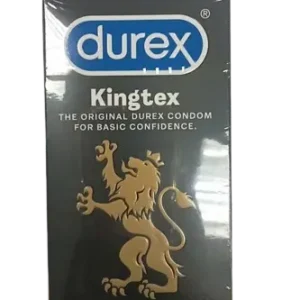 durex®
Kingtex
THE ORIGINAL DUREX CONDOM
FOR BASIC CONFIDENCE.